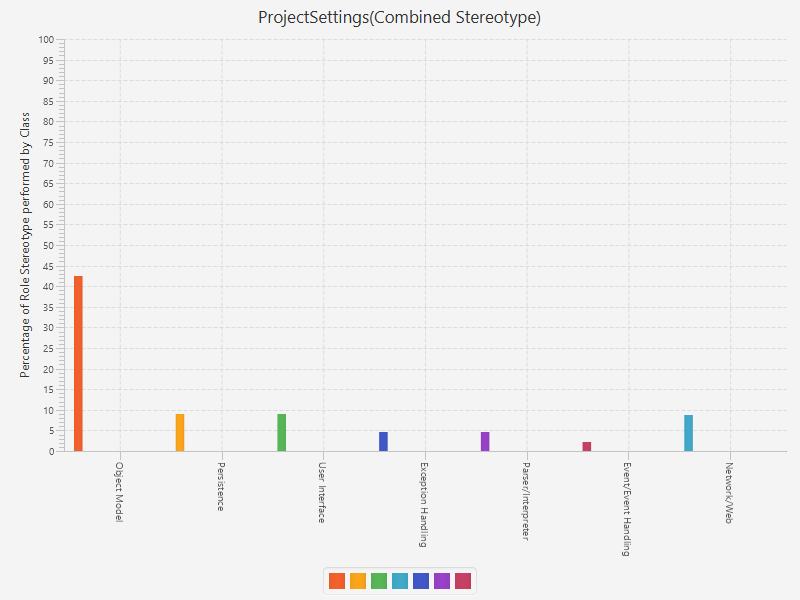 ProjectSettings(Combined Stereotype)
Percentage of Role Stereotype performed by Class
100
95
90
85
80
75
70
65
60
55
50
45
40
35
30
25
20
15
10
5
0
Object Model
Persistence
User Interface
Exception Handling
Parser/Interpreter
Event/Event Handling
Network/Web